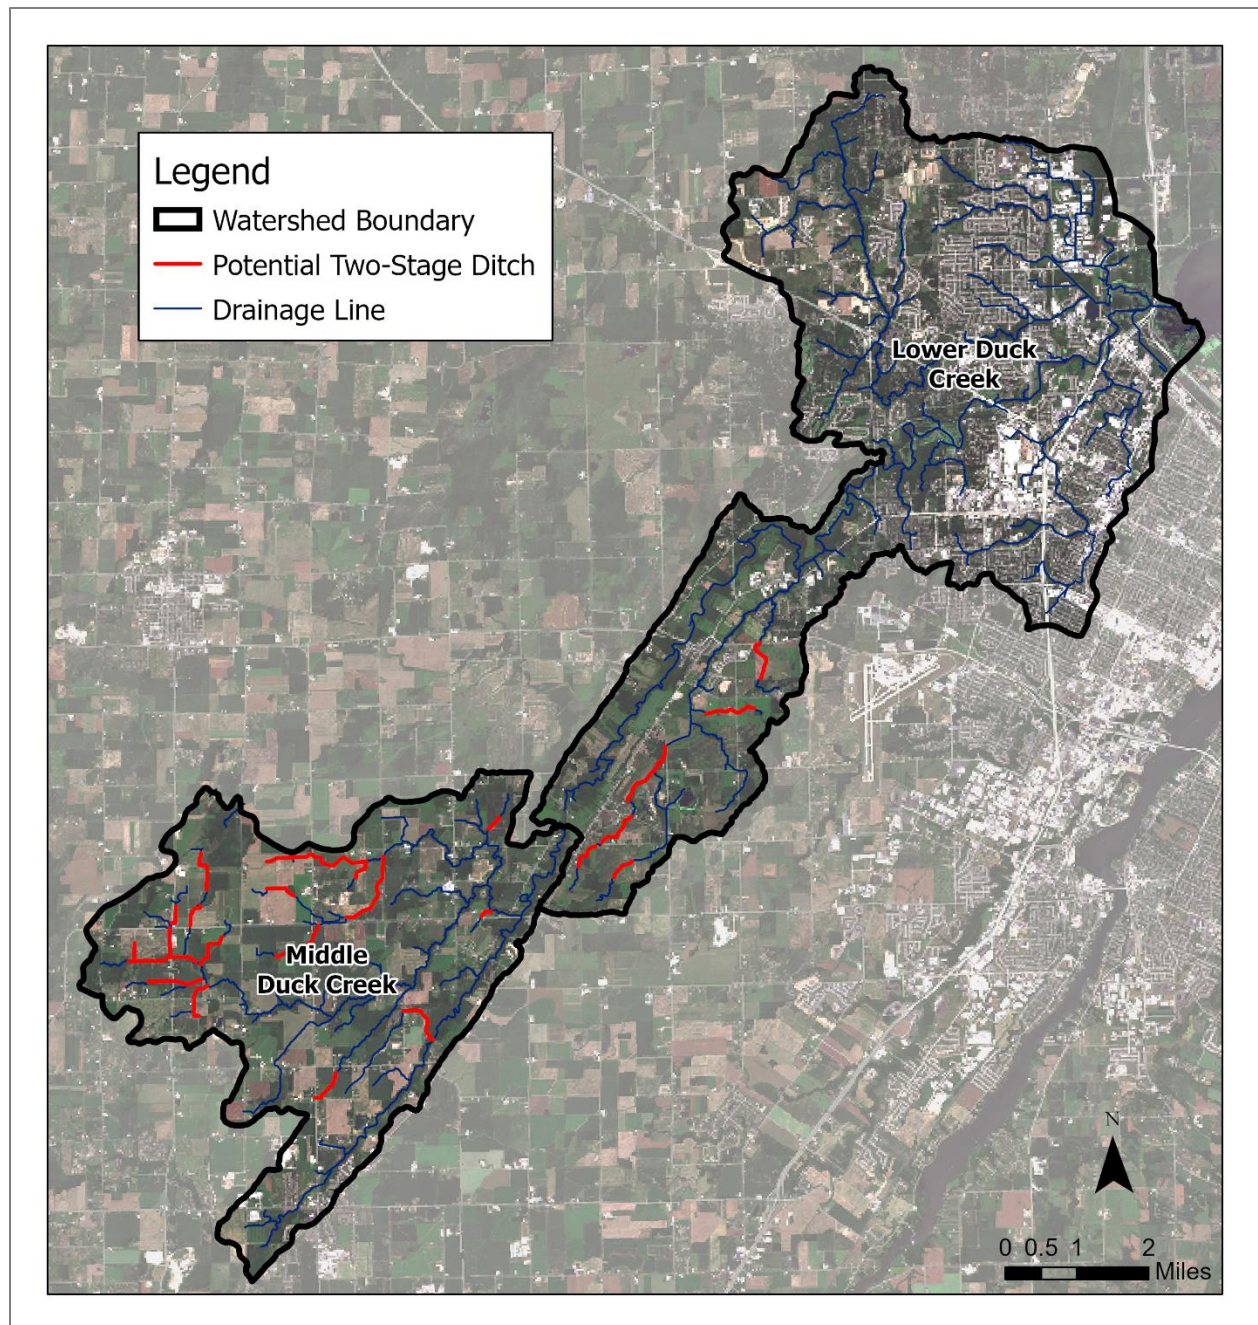 Legend
Watershed Boundary
Potential Two-Stage Ditch
Drainage Line
Lower Duck
Creek
Middle
Duck Creek
N
0 0.5 1 2
Miles